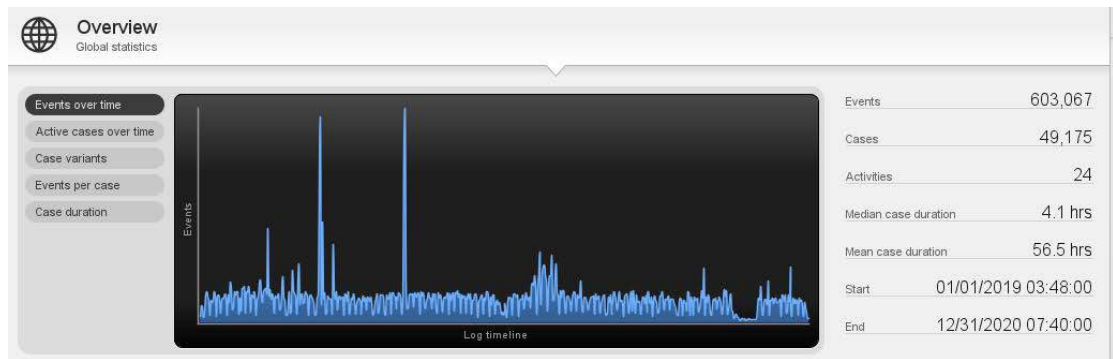 Overview
Global statistics
Events over time
Active cases over time
Case variants
Events per case
Case duration
Events
Log timeline
Events 603,067
Cases 49,175
Activities 24
Median case duration 4.1 hrs
Mean case duration 56.5 hrs
Start 01/01/2019 03:48:00
End 12/31/2020 07:40:00